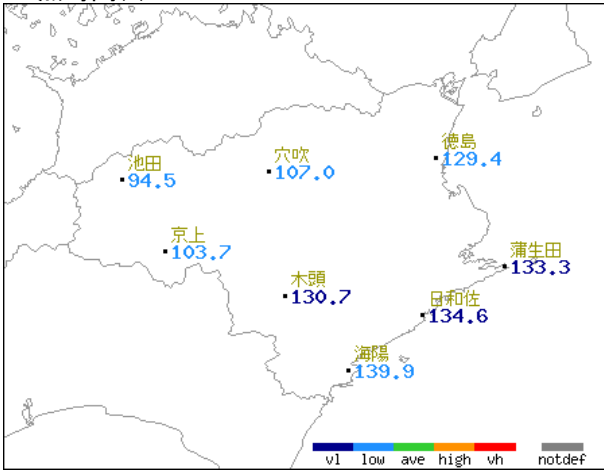 徳島
129.4
穴吹
107.0
池田
94.5
京上
103.7
蒲生田
133.3
木頭
130.7
日和佐
134.6
海陽
139.9
vl low ave high vh notdef